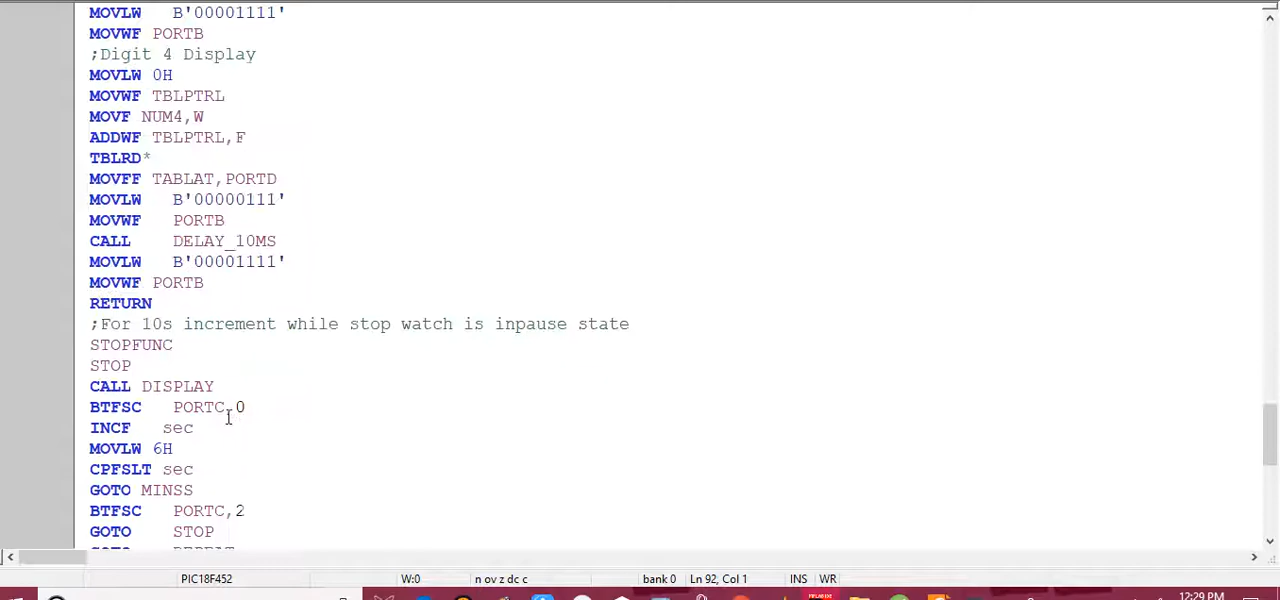 MOVLW B'00001111'
MOVWF PORTB
;Digit 4 Display
MOVLW 0H
MOVWF TBLPTRL
MOVF NUM4,W
ADDWF TBLPTRL,F
TBLRD*
MOVFF TABLAT,PORTD
MOVLW B'00000111'
MOVWF PORTB
CALL DELAY_10MS
MOVLW B'00001111'
MOVWF PORTB
RETURN
;For 10s increment while stop watch is inpause state
STOPFUNC
STOP
CALL DISPLAY
BTFSC PORTC,0
INCF sec
MOVLW 6H
CPFSLT sec
GOTO MINSS
BTFSC PORTC,2
GOTO STOP
GOTO REPEAT
PIC18F452 W:0 n ov z dc c bank 0 Ln 92, Col 1 INS WR
12:29 PM